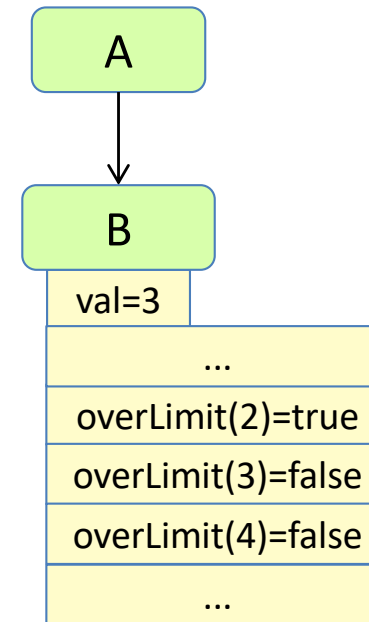 A
B
val=3
...
overLimit(2)=true
overLimit(3)=false
overLimit(4)=false
...